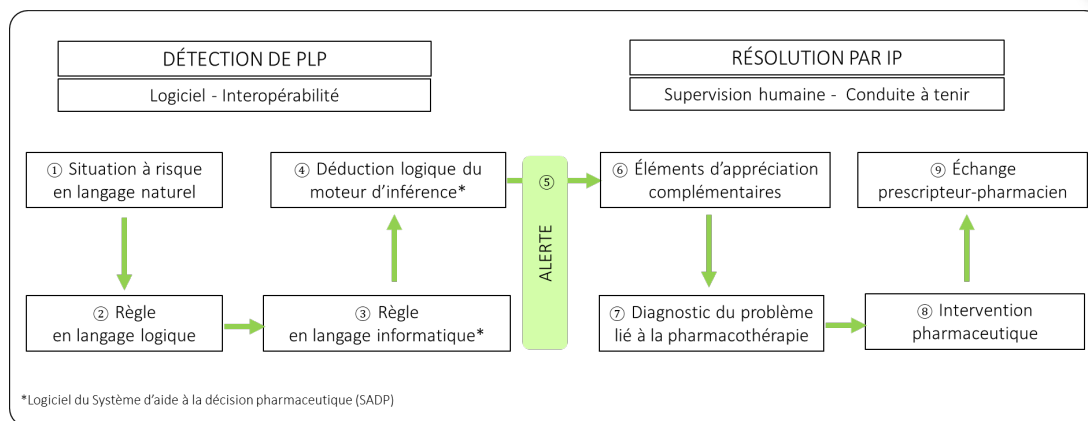 DÉTECTION DE PLP
Logiciel - Interopérabilité
① Situation à risque
en langage naturel
② Règle
en langage logique
③ Règle
en langage informatique*
④ Déduction logique du
moteur d’inférence*
⑤
ALERTE
RÉSOLUTION PAR IP
Supervision humaine - Conduite à tenir
⑥ Éléments d’appréciation
complémentaires
⑦ Diagnostic du problème
lié à la pharmacothérapie
⑧ Intervention
pharmaceutique
⑨ Échange
prescripteur-pharmacien
*Logiciel du Système d’aide à la décision pharmaceutique (SADP)